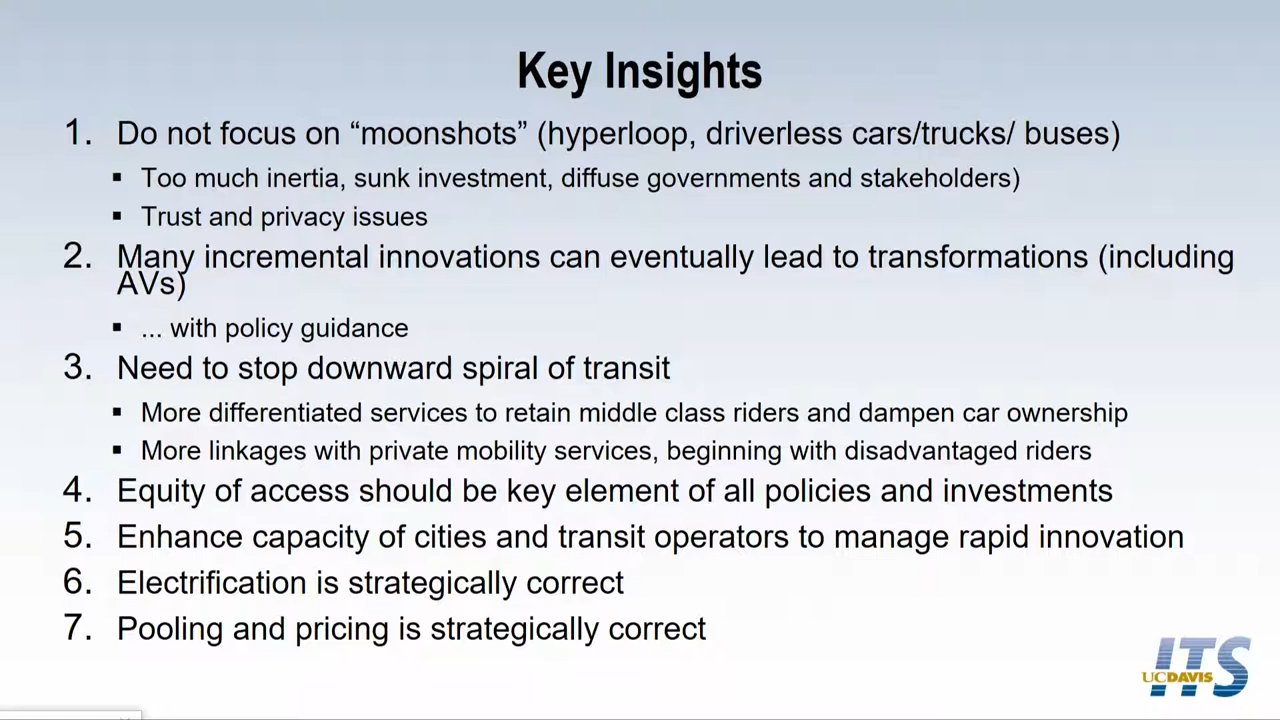 Key Insights
1. Do not focus on “moonshots” (hyperloop, driverless cars/trucks/ buses)
▪ Too much inertia, sunk investment, diffuse governments and stakeholders)
▪ Trust and privacy issues
2. Many incremental innovations can eventually lead to transformations (including
AVs)
▪ ... with policy guidance
3. Need to stop downward spiral of transit
▪ More differentiated services to retain middle class riders and dampen car ownership
▪ More linkages with private mobility services, beginning with disadvantaged riders
4. Equity of access should be key element of all policies and investments
5. Enhance capacity of cities and transit operators to manage rapid innovation
6. Electrification is strategically correct
7. Pooling and pricing is strategically correct
ITS
UCDAVIS